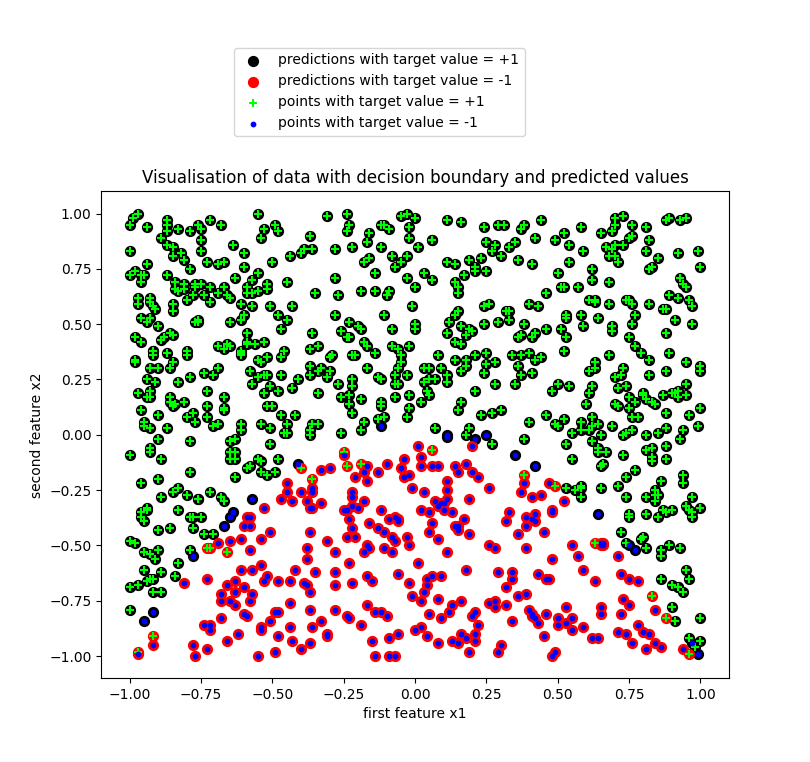 predictions with target value = +1
predictions with target value = -1
points with target value = +1
points with target value = -1
Visualisation of data with decision boundary and predicted values
1.00
0.75
0.50
0.25
0.00
−0.25
−0.50
−0.75
−1.00
second feature x2
−1.00 −0.75 −0.50 −0.25 0.00 0.25 0.50 0.75 1.00
first feature x1